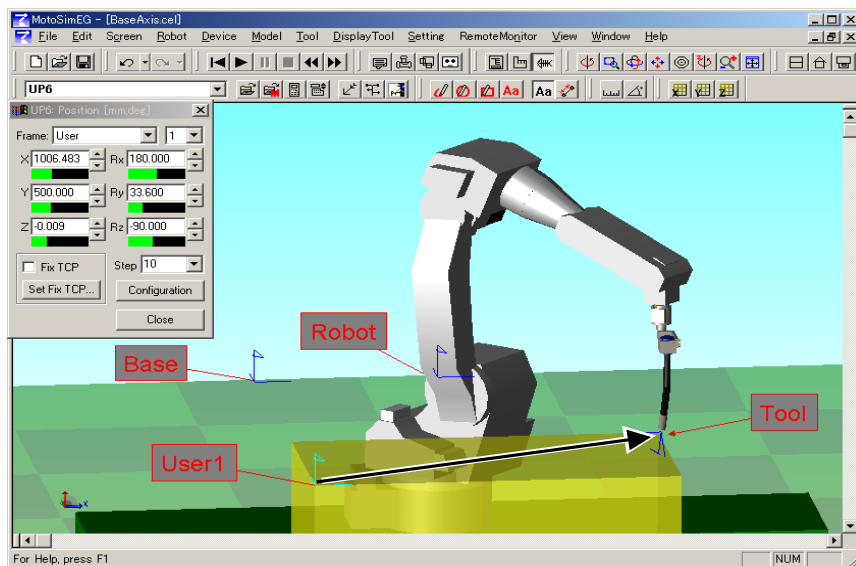 MotoSimEG - [BaseAxis.cel]
File Edit Screen Robot Device Model Tool DisplayTool Setting RemoteMonitor View Window Help
UP6
Aa Aa
UP6: Position [mm,deg]
Frame: User 1
X 1006.483 Rx 180.000
Y 500.000 Ry 33.600
Z -0.009 Rz -90.000
Fix TCP Step 10
Set Fix TCP... Configuration
Close
Robot
Base
Tool
User1
x
For Help, press F1 NUM